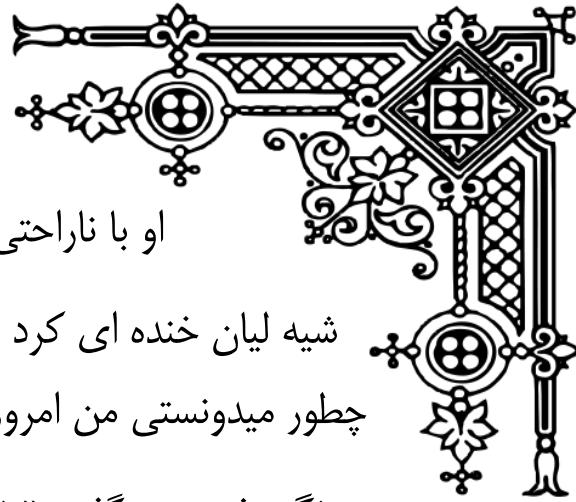 او با ناراحتی
شیه لیان خنده ای کرد
چطور میدونستی من امروز